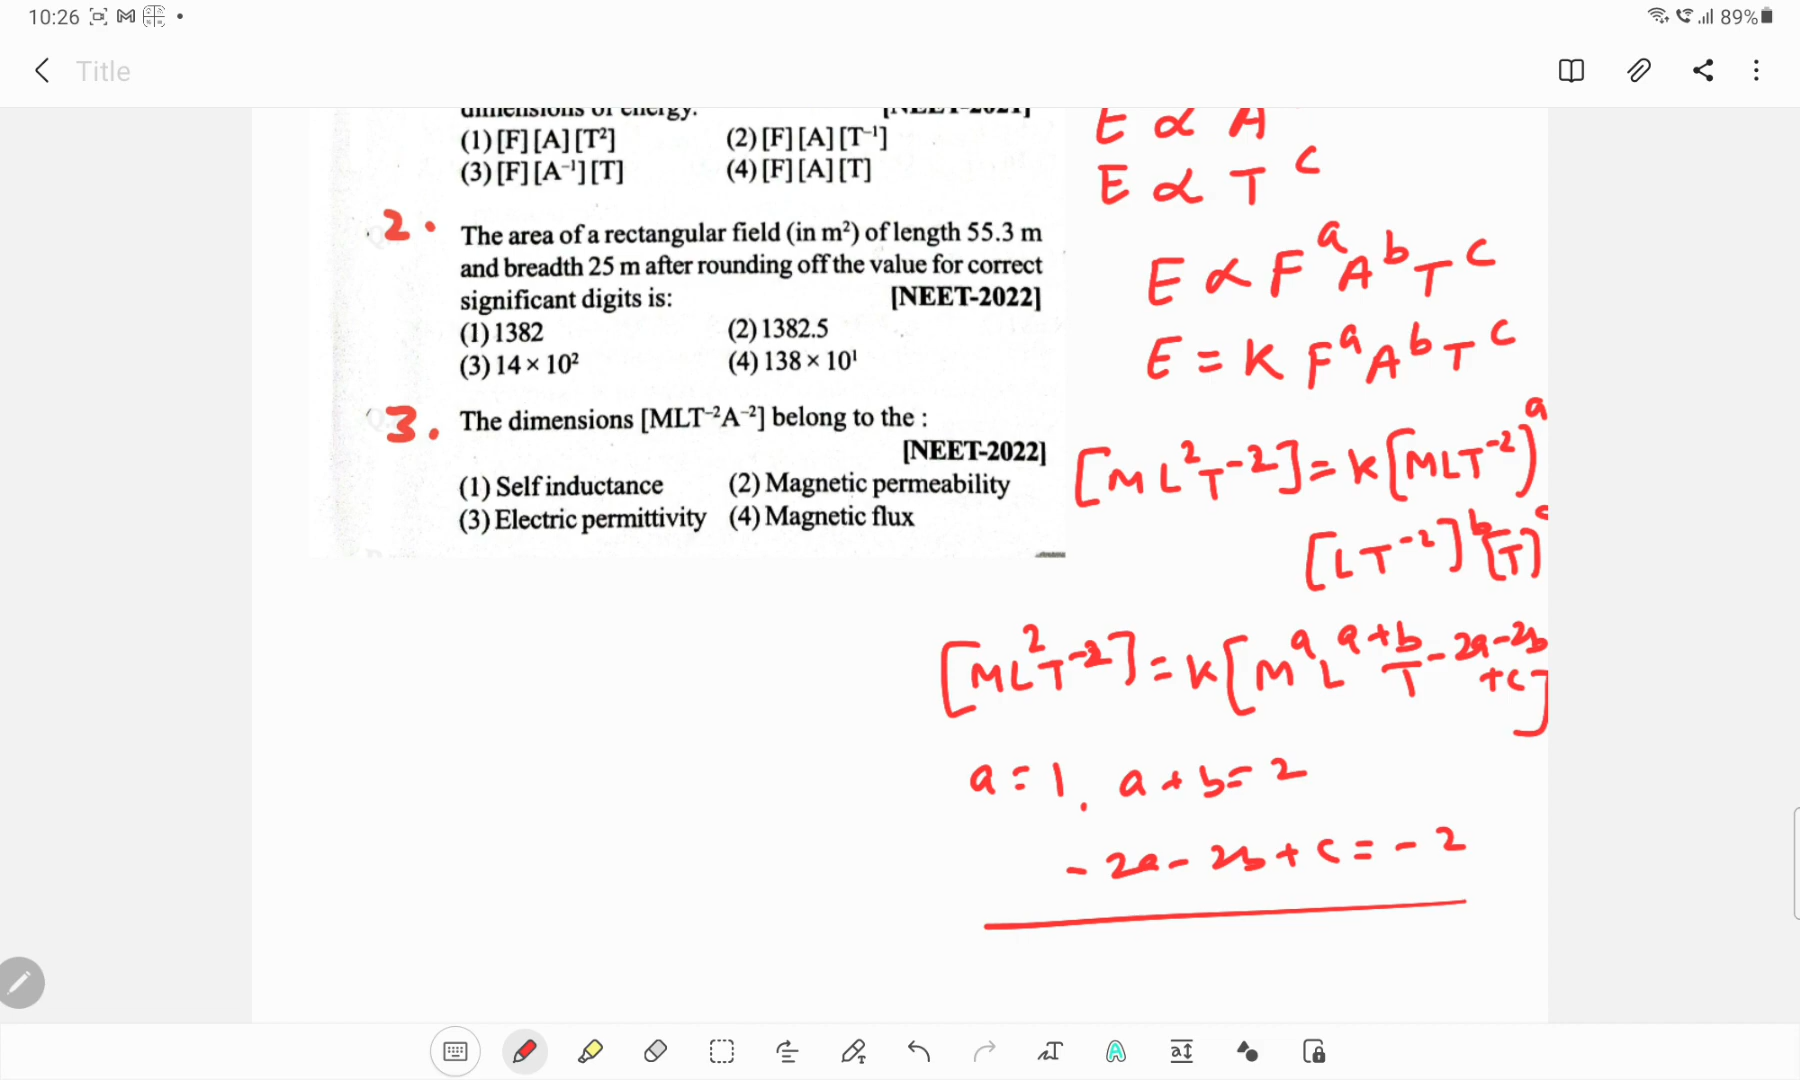 10:26
89%
Title
dimensions of energy. [NEET-2021]
(1) [F] [A] [T²] (2) [F] [A] [T⁻¹]
(3) [F] [A⁻¹] [T] (4) [F] [A] [T]
2. The area of a rectangular field (in m²) of length 55.3 m
and breadth 25 m after rounding off the value for correct
significant digits is: [NEET-2022]
(1) 1382 (2) 1382.5
(3) 14 × 10² (4) 138 × 10¹
3. The dimensions [MLT⁻²A⁻²] belong to the :
[NEET-2022]
(1) Self inductance (2) Magnetic permeability
(3) Electric permittivity (4) Magnetic flux
E ∝ A
E ∝ T^c
E ∝ F^a A^b T^c
E = K F^a A^b T^c
[ML²T⁻²] = K [MLT⁻²]^a
[LT⁻²]^b [T]^c
[ML²T⁻²] = K [M^a L^a+b T^-2a-2b
+c]
a = 1, a + b = 2
-2a - 2b + c = -2